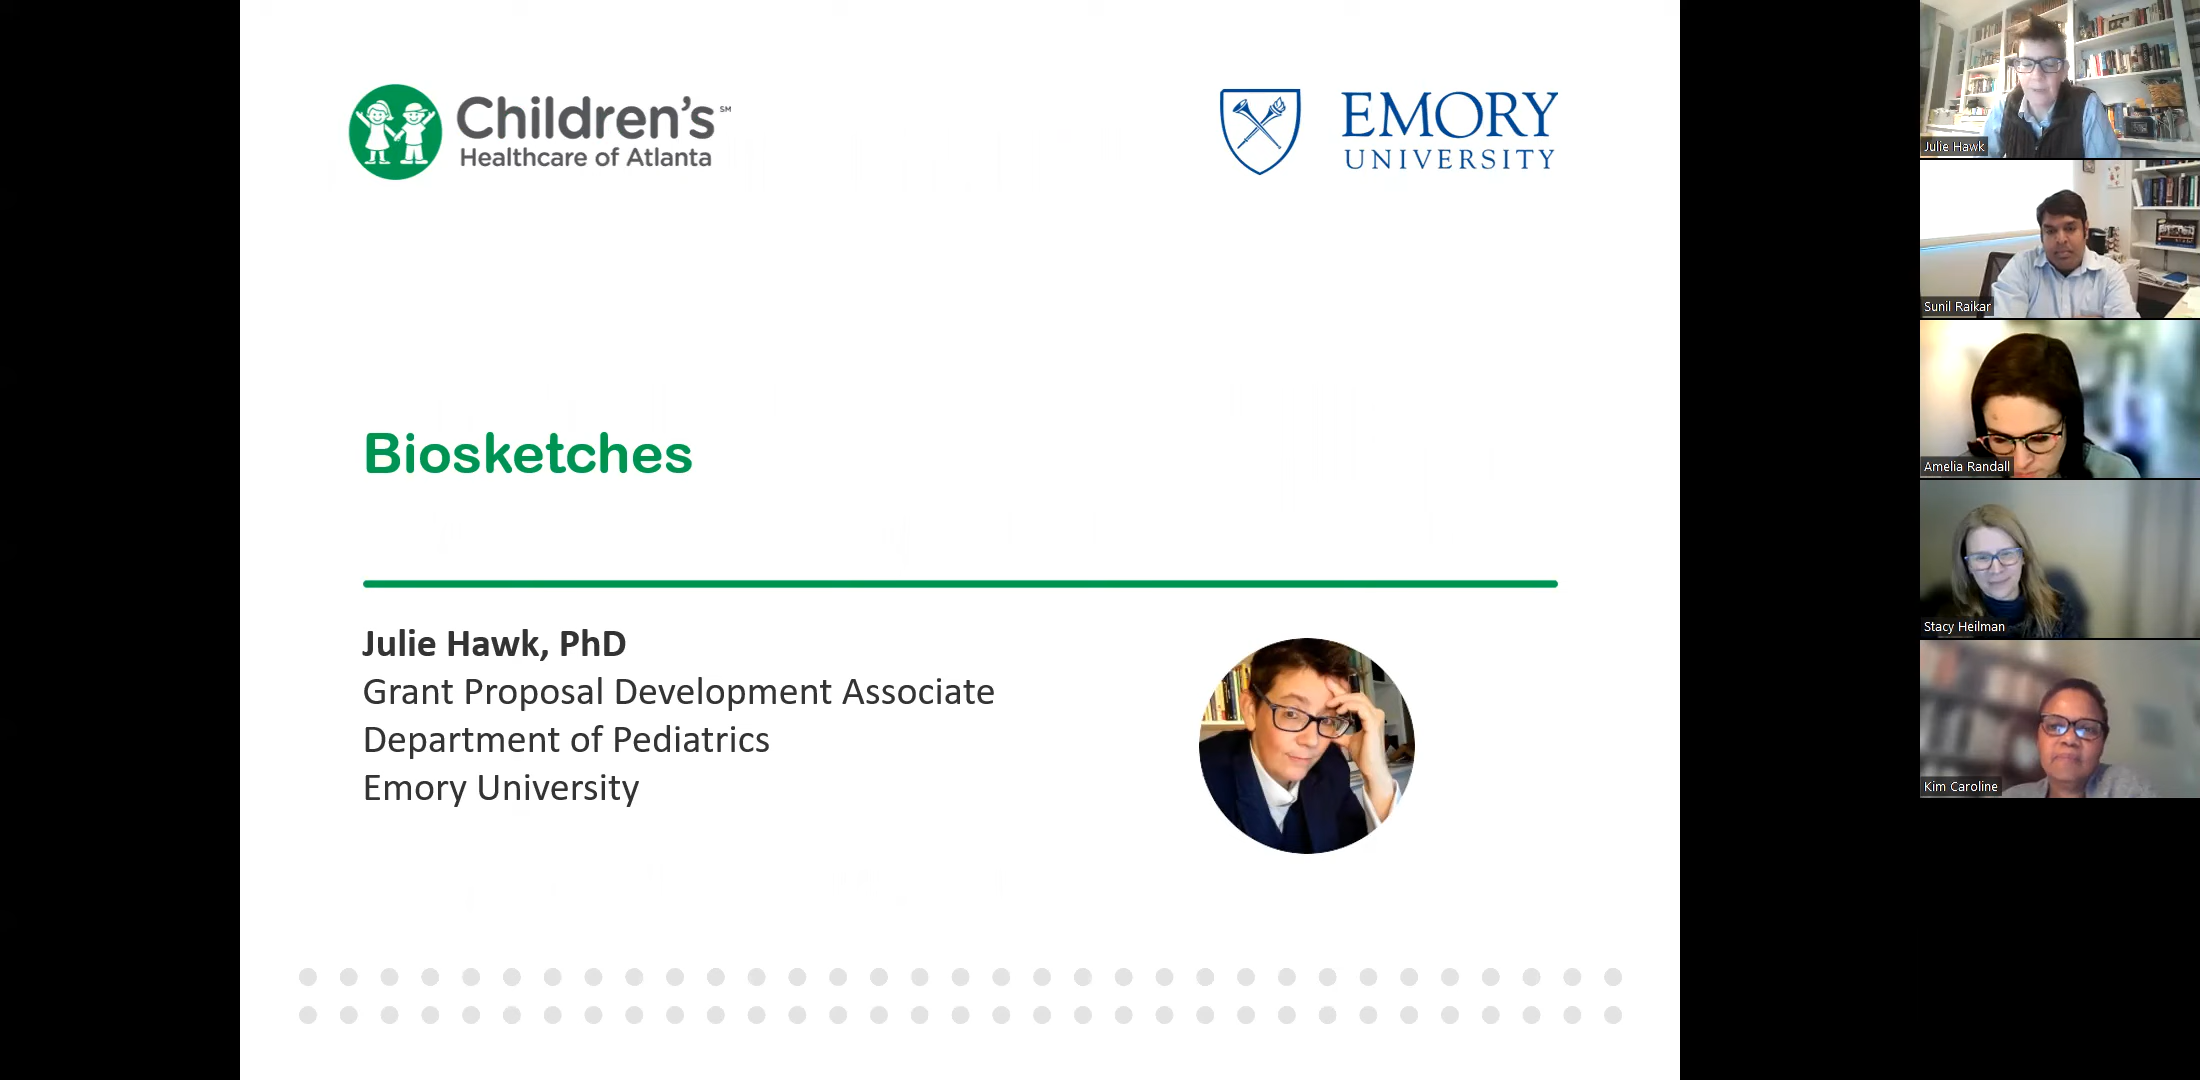 Children's℠
Healthcare of Atlanta
EMORY
UNIVERSITY
Biosketches
Julie Hawk, PhD
Grant Proposal Development Associate
Department of Pediatrics
Emory University
Julie Hawk
Sunil Raikar
Amelia Randall
Stacy Heilman
Kim Caroline